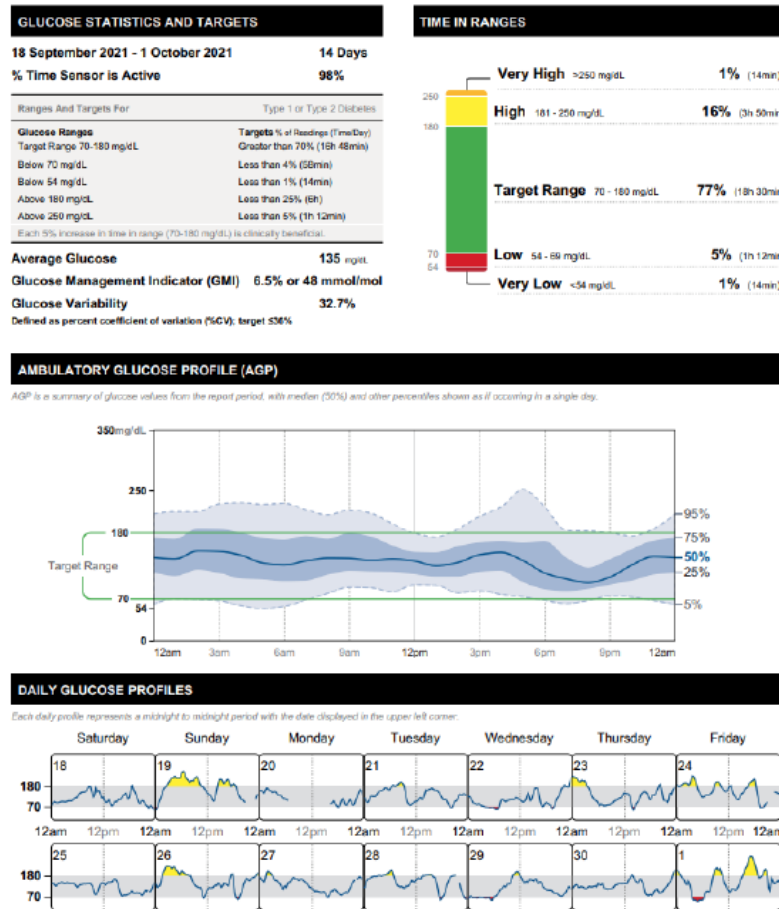 GLUCOSE STATISTICS AND TARGETS
18 September 2021 - 1 October 2021 14 Days
% Time Sensor is Active 98%
Ranges And Targets For Type 1 or Type 2 Diabetes
Glucose Ranges Targets % of Readings (Time/Day)
Target Range 70-180 mg/dL Greater than 70% (16h 48min)
Below 70 mg/dL Less than 4% (58min)
Below 54 mg/dL Less than 1% (14min)
Above 180 mg/dL Less than 25% (6h)
Above 250 mg/dL Less than 5% (1h 12min)
Each 5% increase in time in range (70-180 mg/dL) is clinically beneficial.
Average Glucose 135 mg/dL
Glucose Management Indicator (GMI) 6.5% or 48 mmol/mol
Glucose Variability 32.7%
Defined as percent coefficient of variation (%CV); target ≤36%
TIME IN RANGES
250
180
70
54
Very High >250 mg/dL 1% (14min)
High 181 - 250 mg/dL 16% (3h 50min
Target Range 70 - 180 mg/dL 77% (18h 30min
Low 54 - 69 mg/dL 5% (1h 12min
Very Low <54 mg/dL 1% (14min)
AMBULATORY GLUCOSE PROFILE (AGP)
AGP is a summary of glucose values from the report period, with median (50%) and other percentiles shown as if occurring in a single day.
350mg/dL
250
180
Target Range
70
54
0
95%
75%
50%
25%
5%
12am 3am 6am 9am 12pm 3pm 6pm 9pm 12am
DAILY GLUCOSE PROFILES
Each daily profile represents a midnight to midnight period with the date displayed in the upper left corner.
Saturday Sunday Monday Tuesday Wednesday Thursday Friday
18 19 20 21 22 23 24
180
70
12am 12pm 12am 12pm 12am 12pm 12am 12pm 12am 12pm 12am 12pm 12am 12pm 12am
25 26 27 28 29 30 1
180
70